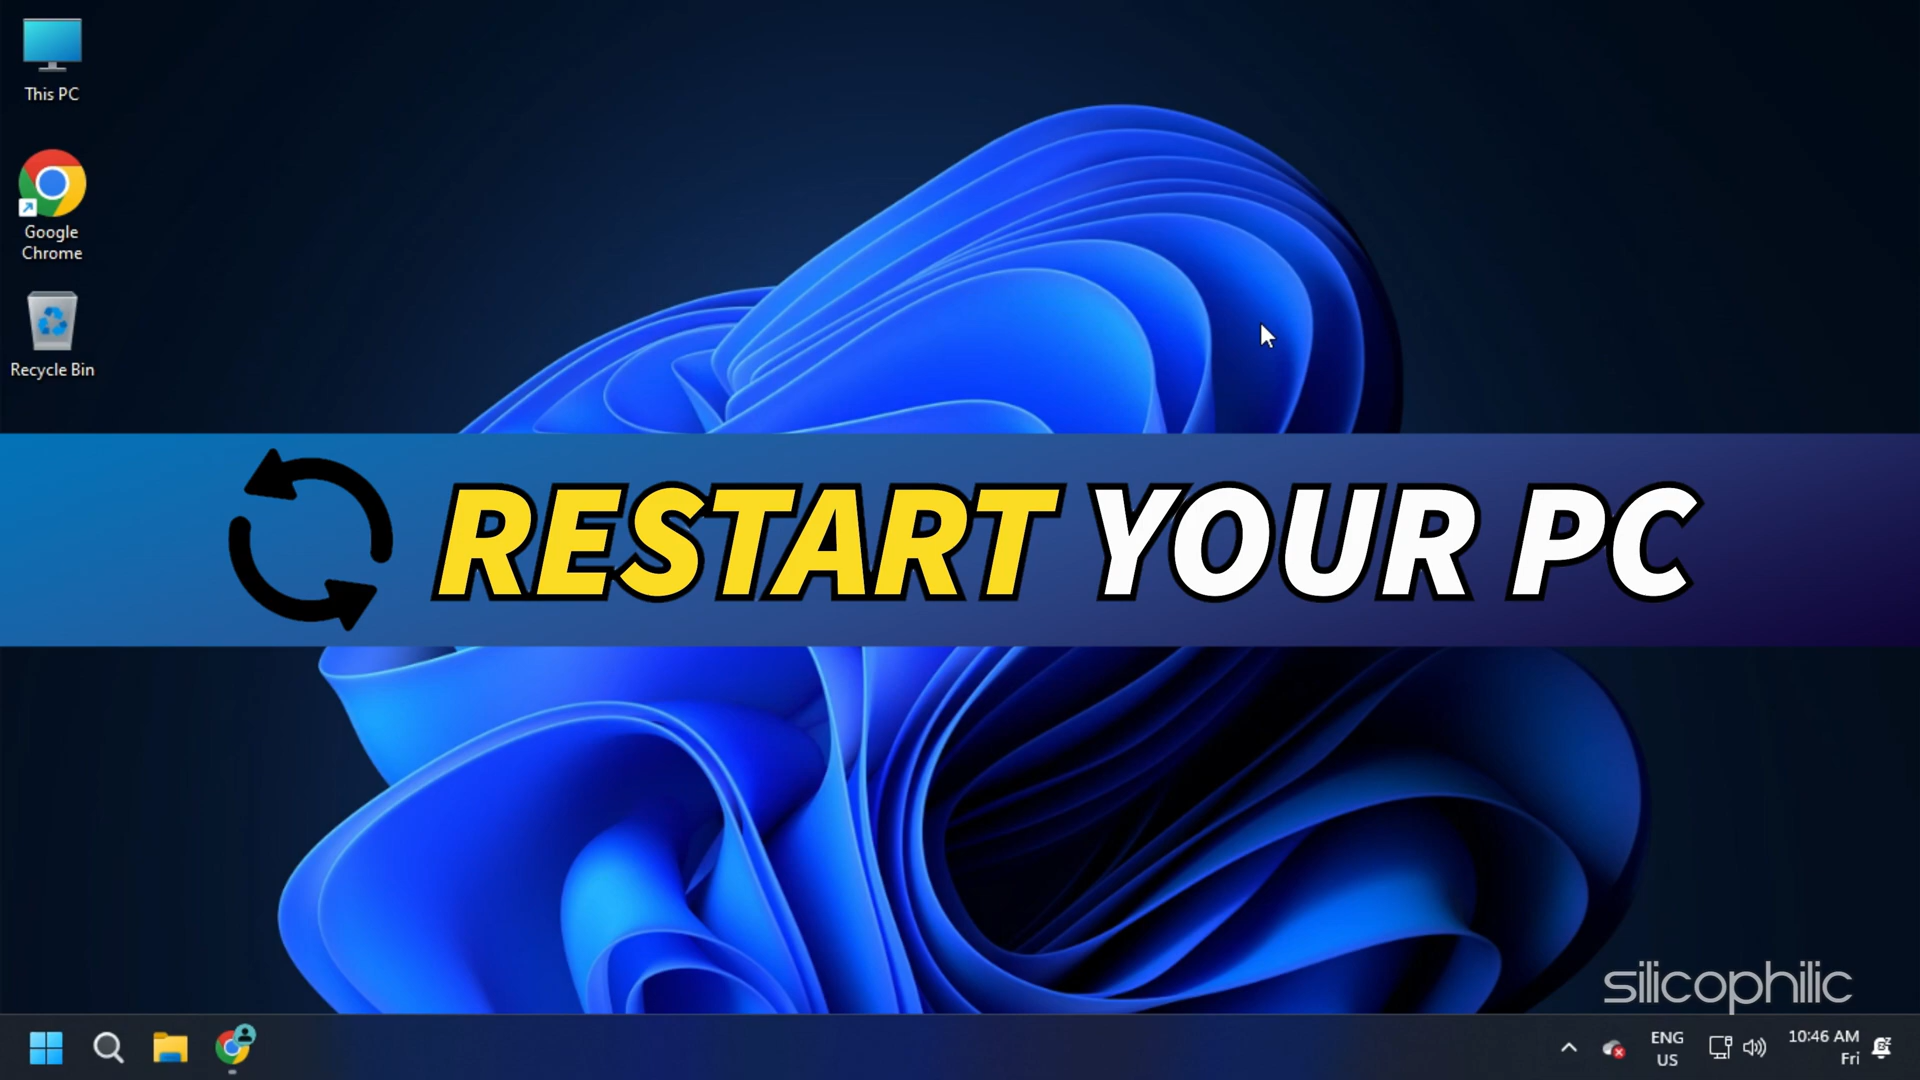 This PC
Google
Chrome
Recycle Bin
RESTART YOUR PC
silicophilic
ENG
US
10:46 AM
Fri